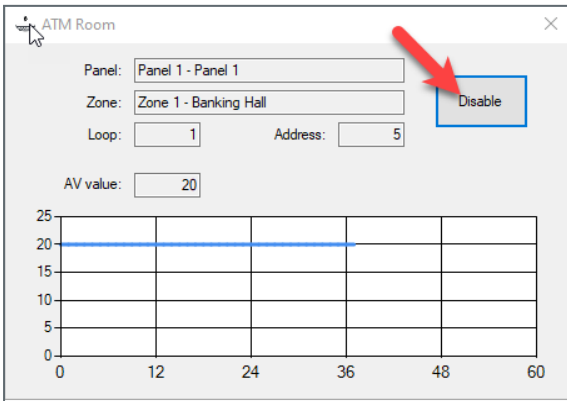 ATM Room
Panel: Panel 1 - Panel 1
Zone: Zone 1 - Banking Hall
Disable
Loop: 1 Address: 5
AV value: 20
25
20
15
10
5
0
0 12 24 36 48 60